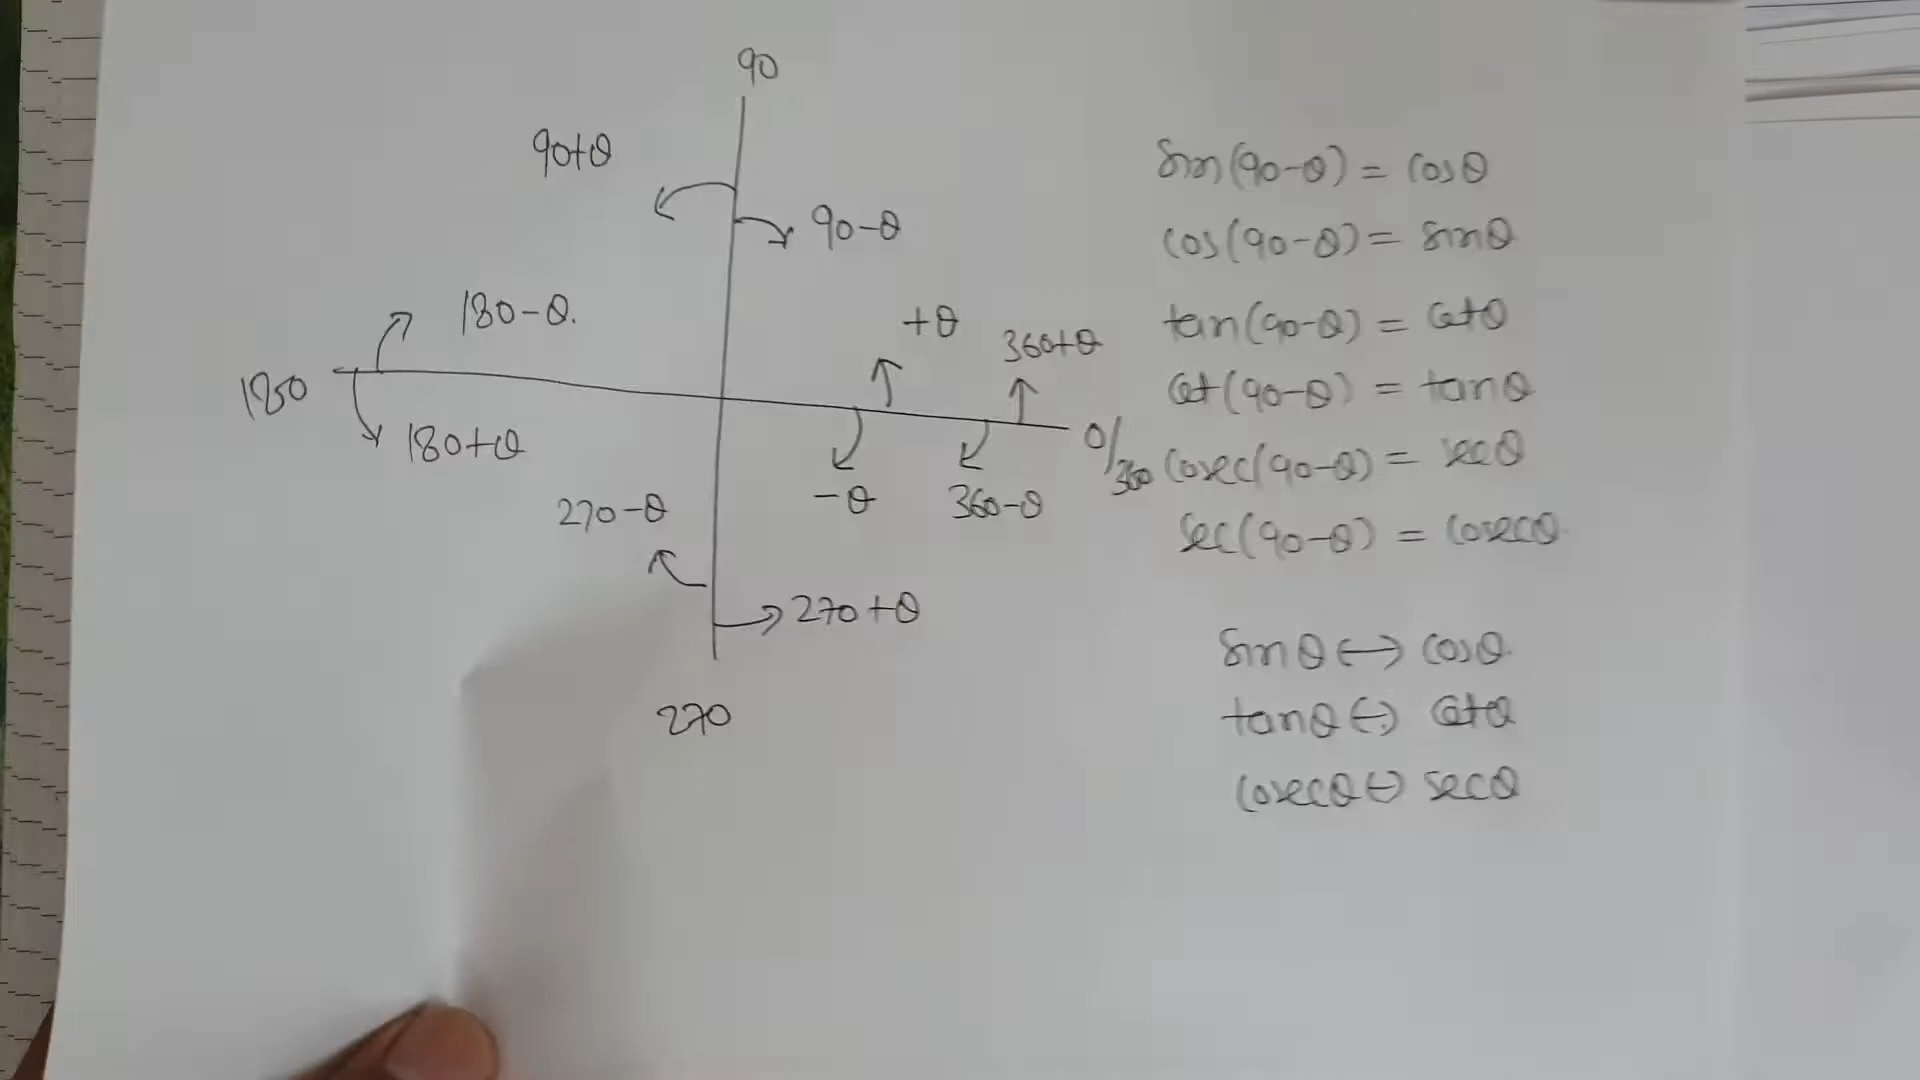 90
90+θ
90-θ
180-θ.
+θ
360+θ
180
0/360
180+θ
-θ
360-θ
270-θ
270+θ
270
sin(90-θ) = cosθ
cos(90-θ) = sinθ
tan(90-θ) = cotθ
cot(90-θ) = tanθ
cosec(90-θ) = secθ
sec(90-θ) = cosecθ.
sinθ ↔ cosθ.
tanθ ↔ cotθ
cosecθ ↔ secθ